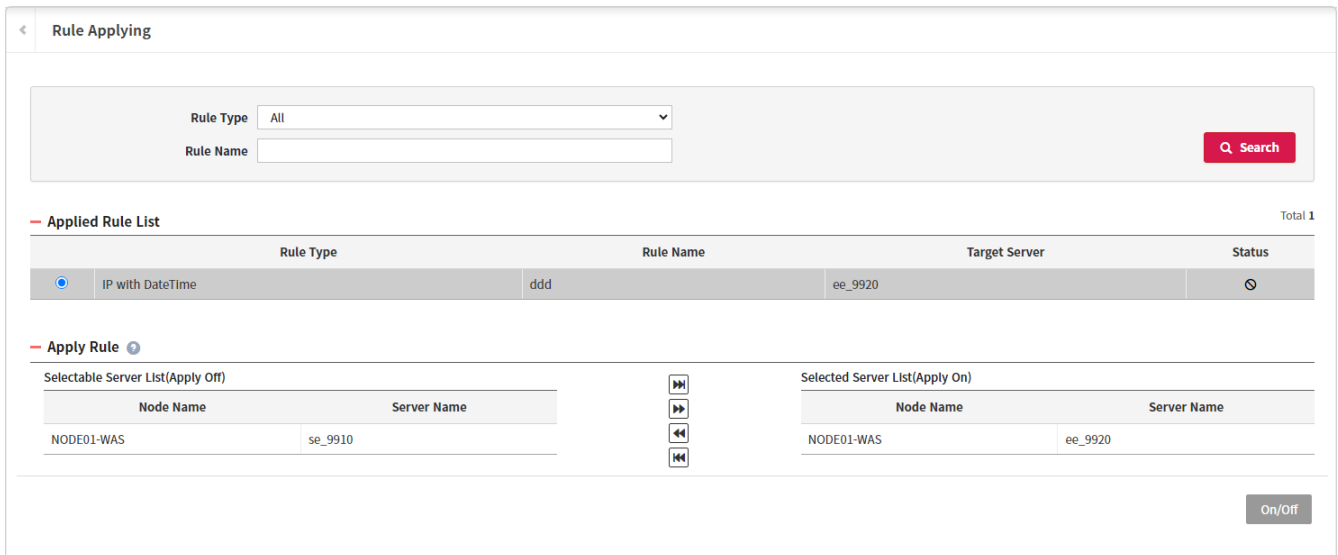 Rule Applying
Rule Type All
Rule Name
Search
Applied Rule List Total 1
Rule Type Rule Name Target Server Status
IP with DateTime ddd ee_9920
Apply Rule ?
Selectable Server List(Apply Off) Selected Server List(Apply On)
Node Name Server Name Node Name Server Name
NODE01-WAS se_9910 NODE01-WAS ee_9920
On/Off